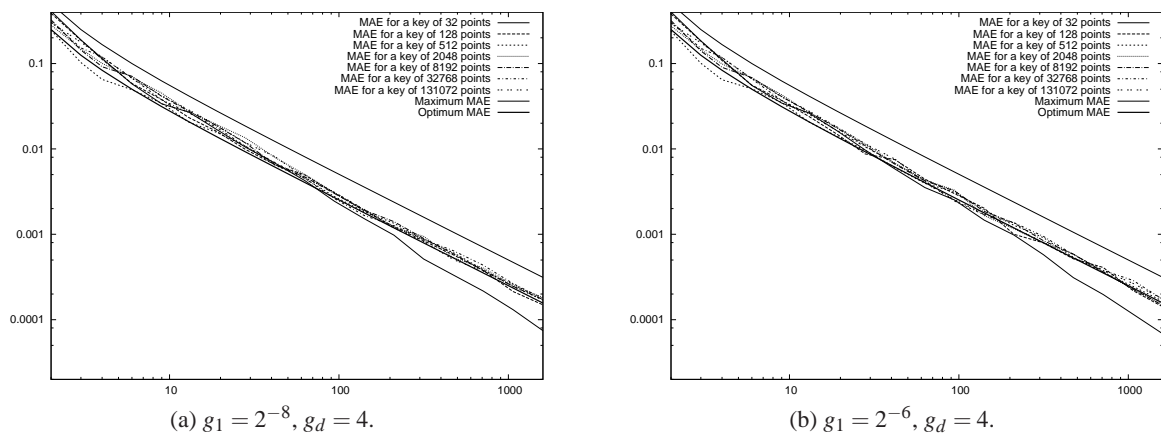 0.1
0.01
0.001
0.0001
10
100
1000
MAE for a key of 32 points
MAE for a key of 128 points
MAE for a key of 512 points
MAE for a key of 2048 points
MAE for a key of 8192 points
MAE for a key of 32768 points
MAE for a key of 131072 points
Maximum MAE
Optimum MAE
(a) g₁ = 2⁻⁸, g_d = 4.
0.1
0.01
0.001
0.0001
10
100
1000
MAE for a key of 32 points
MAE for a key of 128 points
MAE for a key of 512 points
MAE for a key of 2048 points
MAE for a key of 8192 points
MAE for a key of 32768 points
MAE for a key of 131072 points
Maximum MAE
Optimum MAE
(b) g₁ = 2⁻⁶, g_d = 4.